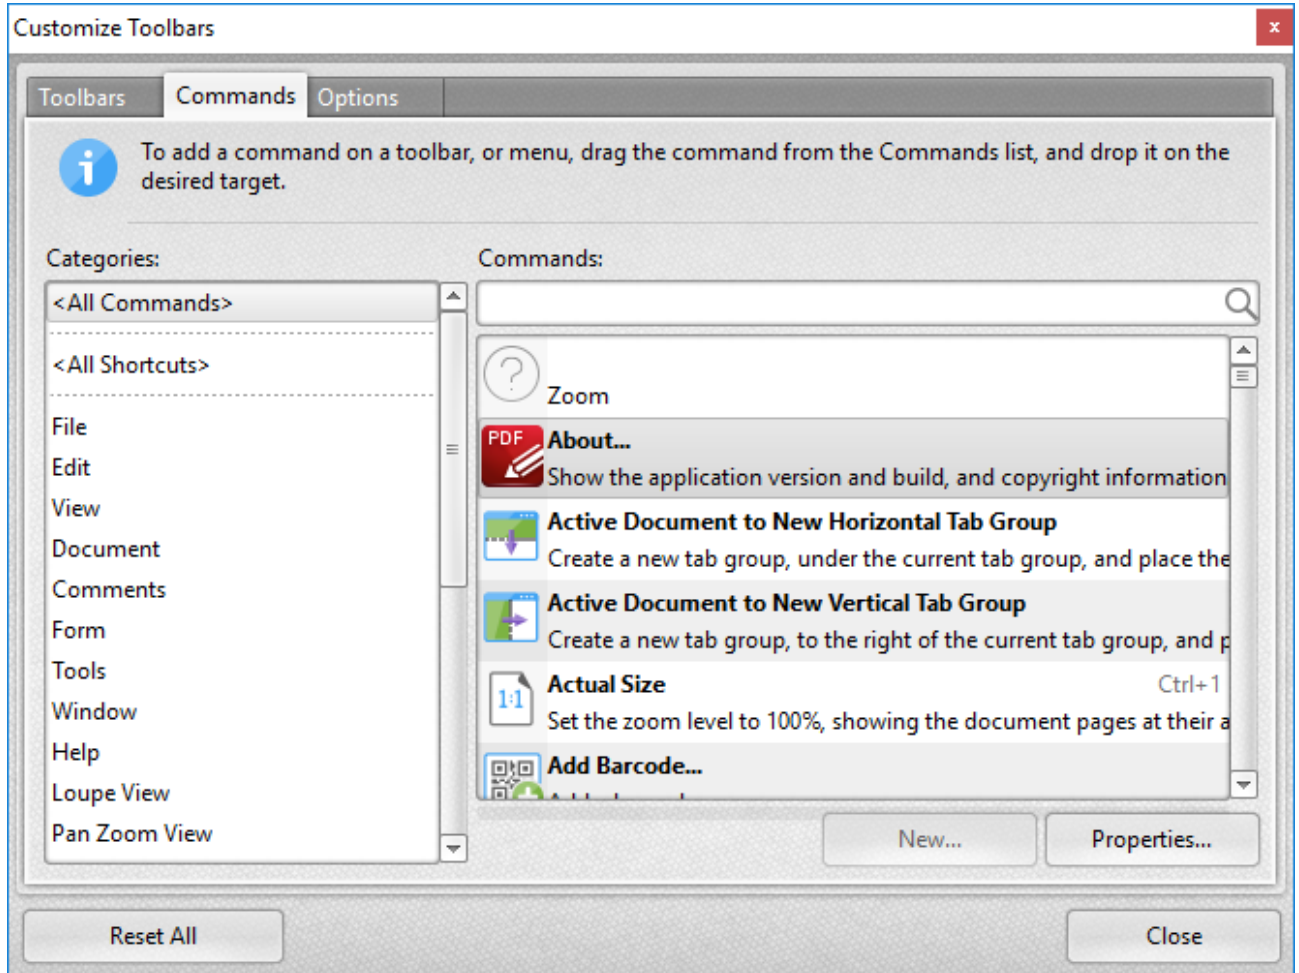 Customize Toolbars
x
Toolbars
Commands
Options
i
To add a command on a toolbar, or menu, drag the command from the Commands list, and drop it on the
desired target.
Categories:
<All Commands>
<All Shortcuts>
File
Edit
View
Document
Comments
Form
Tools
Window
Help
Loupe View
Pan Zoom View
Commands:
?
Zoom
PDF
About...
Show the application version and build, and copyright information
Active Document to New Horizontal Tab Group
Create a new tab group, under the current tab group, and place the
Active Document to New Vertical Tab Group
Create a new tab group, to the right of the current tab group, and p
1:1
Actual Size
Ctrl+1
Set the zoom level to 100%, showing the document pages at their a
Add Barcode...
New...
Properties...
Reset All
Close